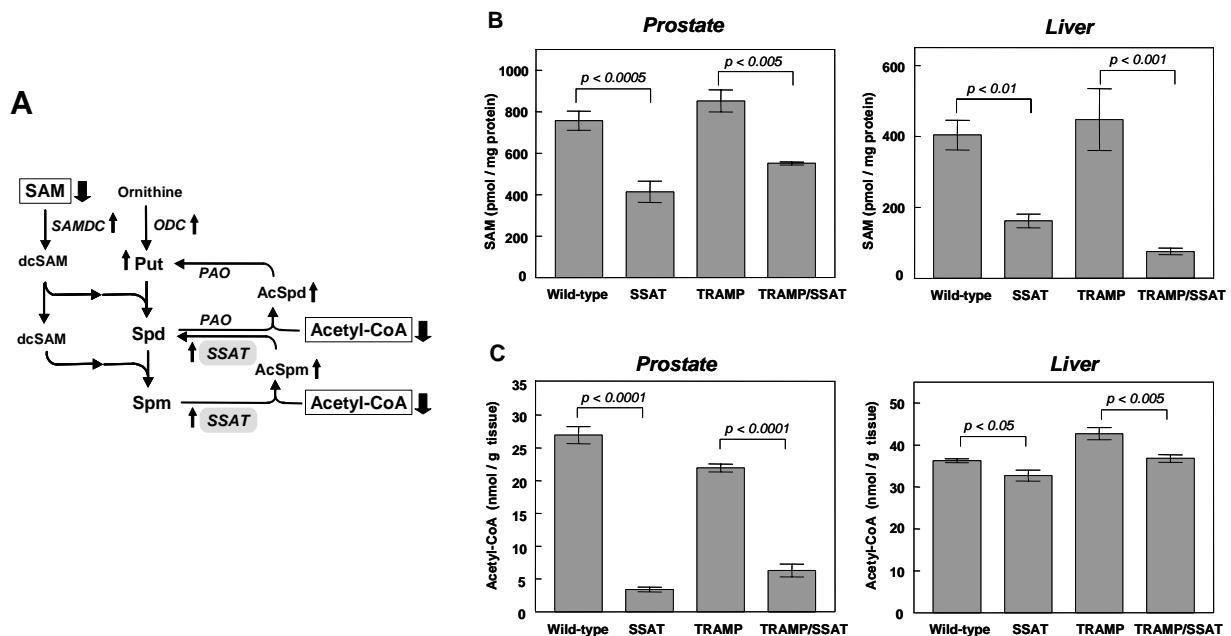 A
SAM
Ornithine
SAMDC
ODC
dcSAM
Put
PAO
AcSpd
dcSAM
Spd
PAO
Acetyl-CoA
SSAT
AcSpm
Spm
SSAT
Acetyl-CoA
B
Prostate
SAM (pmol / mg protein)
1000
800
600
400
200
0
p < 0.0005
p < 0.005
Wild-type SSAT TRAMP TRAMP/SSAT
Liver
SAM (pmol / mg protein)
600
400
200
0
p < 0.01
p < 0.001
Wild-type SSAT TRAMP TRAMP/SSAT
C
Prostate
Acetyl-CoA (nmol / g tissue)
35
30
25
20
15
10
5
0
p < 0.0001
p < 0.0001
Wild-type SSAT TRAMP TRAMP/SSAT
Liver
Acetyl-CoA (nmol / g tissue)
50
40
30
20
10
0
p < 0.05
p < 0.005
Wild-type SSAT TRAMP TRAMP/SSAT